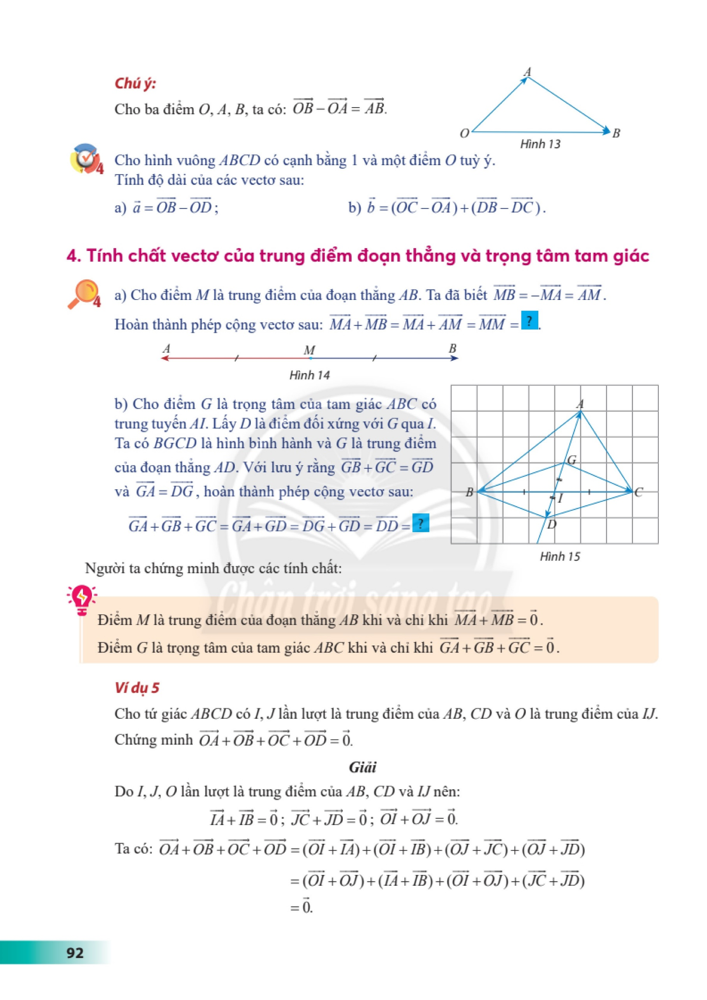 Chú ý:
Cho ba điểm O, A, B, ta có: $\overrightarrow{OB} - \overrightarrow{OA} = \overrightarrow{AB}$.
A
O
B
Hình 13
4
Cho hình vuông ABCD có cạnh bằng 1 và một điểm O tuỳ ý.
Tính độ dài của các vectơ sau:
a) $\vec{a} = \overrightarrow{OB} - \overrightarrow{OD}$;
b) $\vec{b} = (\overrightarrow{OC} - \overrightarrow{OA}) + (\overrightarrow{DB} - \overrightarrow{DC})$.
4. Tính chất vectơ của trung điểm đoạn thẳng và trọng tâm tam giác
4
a) Cho điểm M là trung điểm của đoạn thẳng AB. Ta đã biết $\overrightarrow{MB} = -\overrightarrow{MA} = \overrightarrow{AM}$.
Hoàn thành phép cộng vectơ sau: $\overrightarrow{MA} + \overrightarrow{MB} = \overrightarrow{MA} + \overrightarrow{AM} = \overrightarrow{MM} =$ ?.
A M B
Hình 14
b) Cho điểm G là trọng tâm của tam giác ABC có
trung tuyến AI. Lấy D là điểm đối xứng với G qua I.
Ta có BGCD là hình bình hành và G là trung điểm
của đoạn thẳng AD. Với lưu ý rằng $\overrightarrow{GB} + \overrightarrow{GC} = \overrightarrow{GD}$
và $\overrightarrow{GA} = \overrightarrow{DG}$, hoàn thành phép cộng vectơ sau:
$\overrightarrow{GA} + \overrightarrow{GB} + \overrightarrow{GC} = \overrightarrow{GA} + \overrightarrow{GD} = \overrightarrow{DG} + \overrightarrow{GD} = \overrightarrow{DD} =$ ?
A
G
B
I
C
D
Hình 15
Người ta chứng minh được các tính chất:
Chân trời sáng tạo
Điểm M là trung điểm của đoạn thẳng AB khi và chỉ khi $\overrightarrow{MA} + \overrightarrow{MB} = \vec{0}$.
Điểm G là trọng tâm của tam giác ABC khi và chỉ khi $\overrightarrow{GA} + \overrightarrow{GB} + \overrightarrow{GC} = \vec{0}$.
Ví dụ 5
Cho tứ giác ABCD có I, J lần lượt là trung điểm của AB, CD và O là trung điểm của IJ.
Chứng minh $\overrightarrow{OA} + \overrightarrow{OB} + \overrightarrow{OC} + \overrightarrow{OD} = \vec{0}$.
Giải
Do I, J, O lần lượt là trung điểm của AB, CD và IJ nên:
$\overrightarrow{IA} + \overrightarrow{IB} = \vec{0}$; $\overrightarrow{JC} + \overrightarrow{JD} = \vec{0}$; $\overrightarrow{OI} + \overrightarrow{OJ} = \vec{0}$.
Ta có: $\overrightarrow{OA} + \overrightarrow{OB} + \overrightarrow{OC} + \overrightarrow{OD} = (\overrightarrow{OI} + \overrightarrow{IA}) + (\overrightarrow{OI} + \overrightarrow{IB}) + (\overrightarrow{OJ} + \overrightarrow{JC}) + (\overrightarrow{OJ} + \overrightarrow{JD})$
$= (\overrightarrow{OI} + \overrightarrow{OJ}) + (\overrightarrow{IA} + \overrightarrow{IB}) + (\overrightarrow{OI} + \overrightarrow{OJ}) + (\overrightarrow{JC} + \overrightarrow{JD})$
$= \vec{0}$.
92